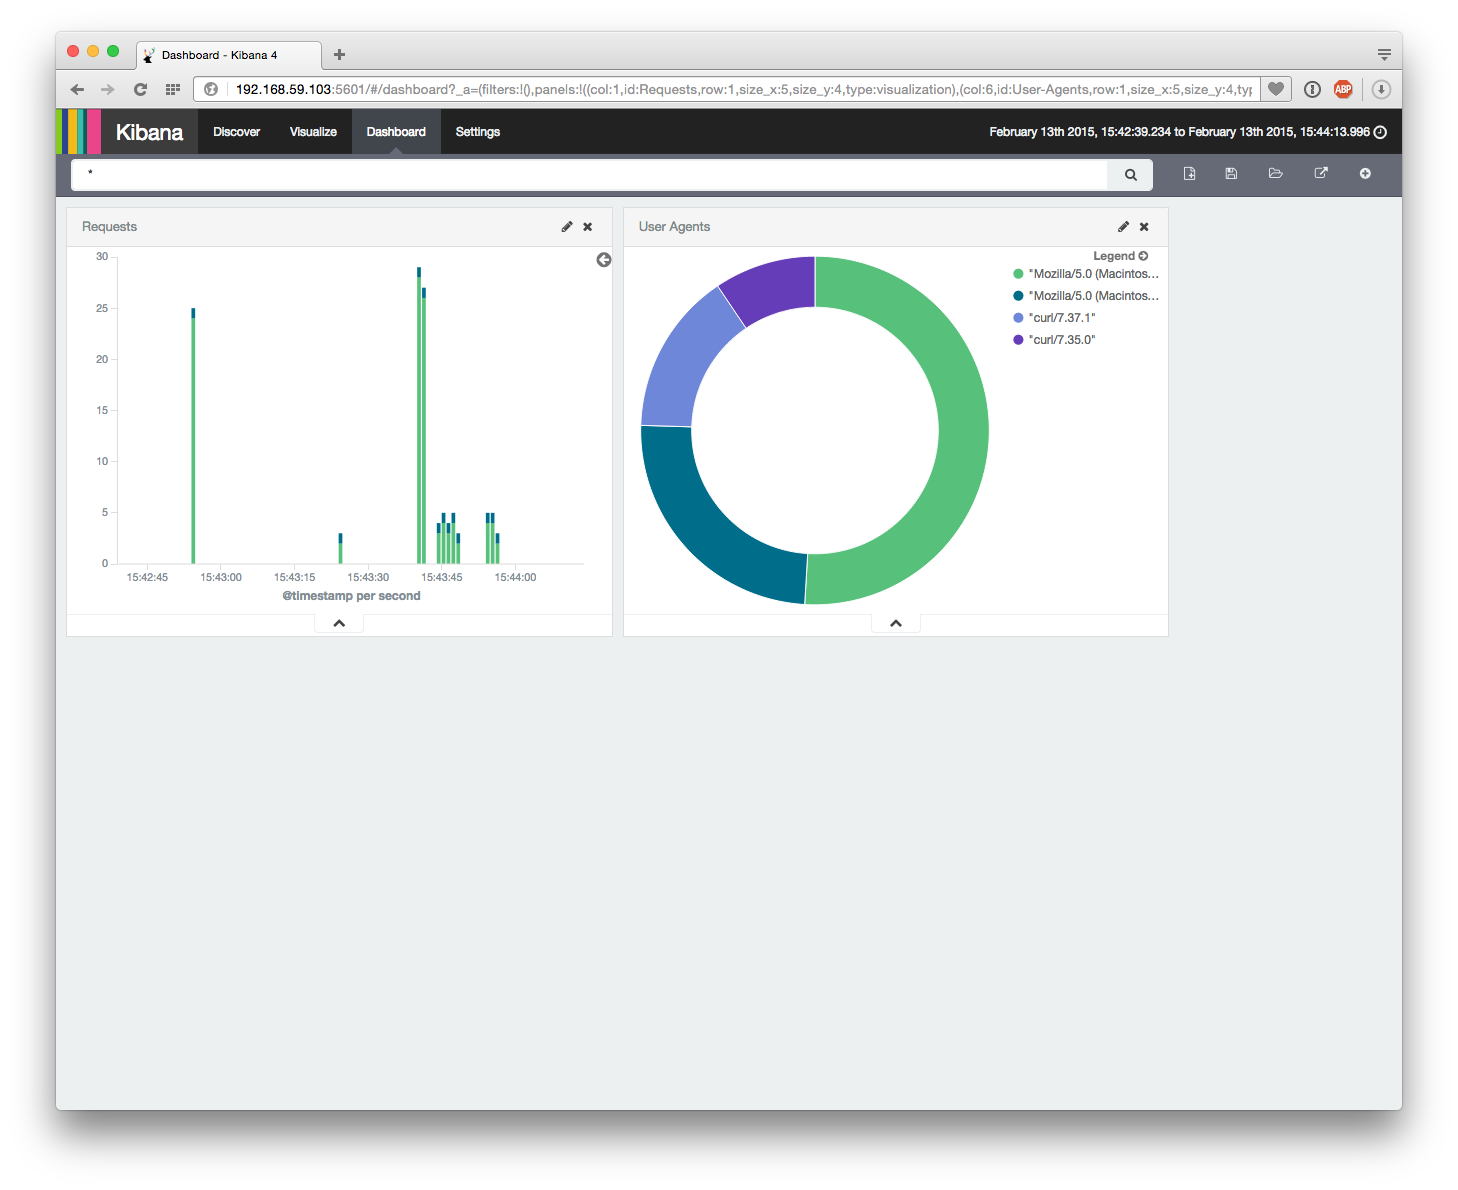 Dashboard - Kibana 4
192.168.59.103:5601/#/dashboard?_a=(filters:!(),panels:!((col:1,id:Requests,row:1,size_x:5,size_y:4,type:visualization),(col:6,id:User-Agents,row:1,size_x:5,size_y:4,typ
ABP
Kibana Discover Visualize Dashboard Settings February 13th 2015, 15:42:39.234 to February 13th 2015, 15:44:13.996
*
Requests
30
25
20
15
10
5
0
15:42:45 15:43:00 15:43:15 15:43:30 15:43:45 15:44:00
@timestamp per second
User Agents
Legend
"Mozilla/5.0 (Macintos...
"Mozilla/5.0 (Macintos...
"curl/7.37.1"
"curl/7.35.0"